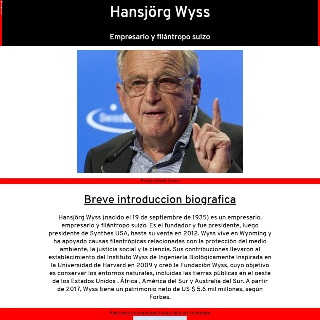 Hansjörg Wyss
Empresario y filántropo suizo
Breve introduccion biografica
Hansjörg Wyss (nacido el 19 de septiembre de 1935) es un empresario,
empresario y filántropo suizo. Es el fundador y fue presidente, luego
presidente de Synthes USA, hasta su venta en 2012. Wyss vive en Wyoming y
ha apoyado causas filantrópicas relacionadas con la protección del medio
ambiente, la justicia social y la ciencia. Sus contribuciones llevaron al
establecimiento del Instituto Wyss de Ingeniería Biológicamente Inspirada en
la Universidad de Harvard en 2009 y creó la Fundación Wyss, cuyo objetivo
es conservar los entornos naturales, incluidas las tierras públicas en el oeste
de los Estados Unidos , África , América del Sur y Australia del Sur. A partir
de 2017, Wyss tiene un patrimonio neto de US $ 5.6 mil millones, según
Forbes.